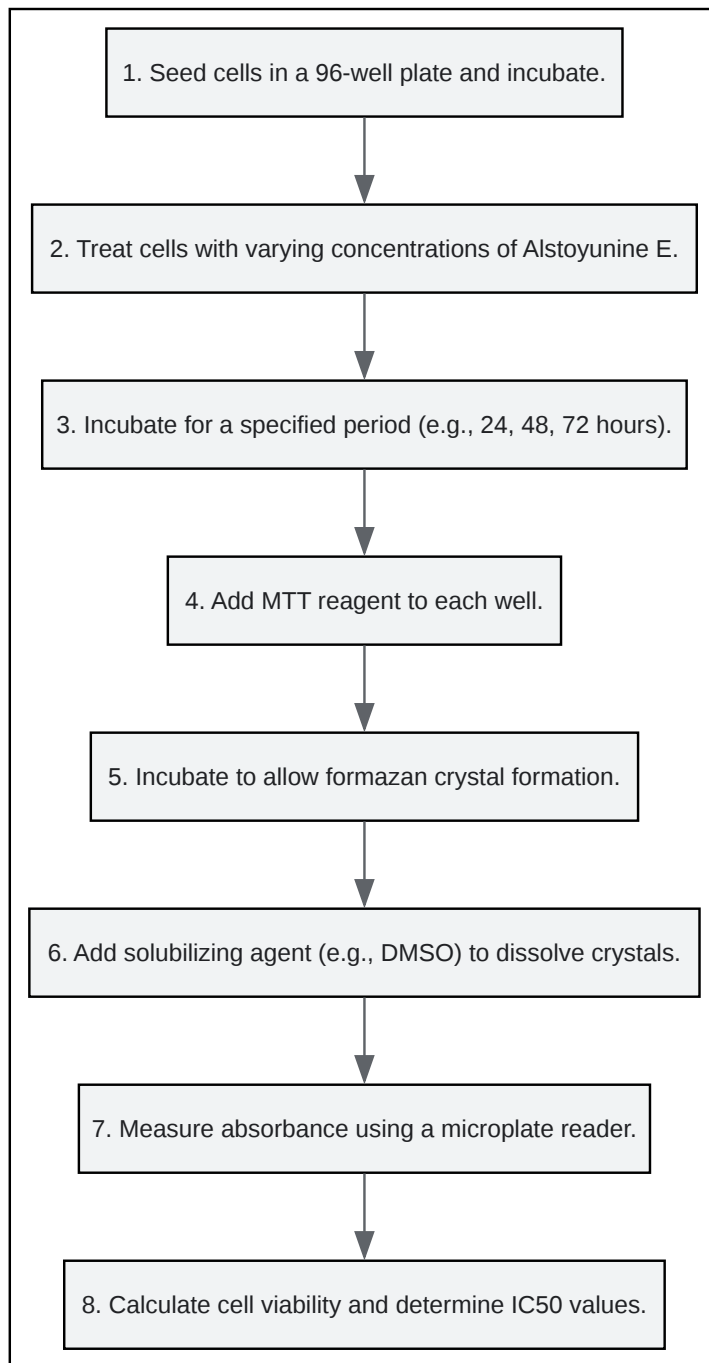 1. Seed cells in a 96-well plate and incubate.
2. Treat cells with varying concentrations of Alstoyunine E.
3. Incubate for a specified period (e.g., 24, 48, 72 hours).
4. Add MTT reagent to each well.
5. Incubate to allow formazan crystal formation.
6. Add solubilizing agent (e.g., DMSO) to dissolve crystals.
7. Measure absorbance using a microplate reader.
8. Calculate cell viability and determine IC50 values.